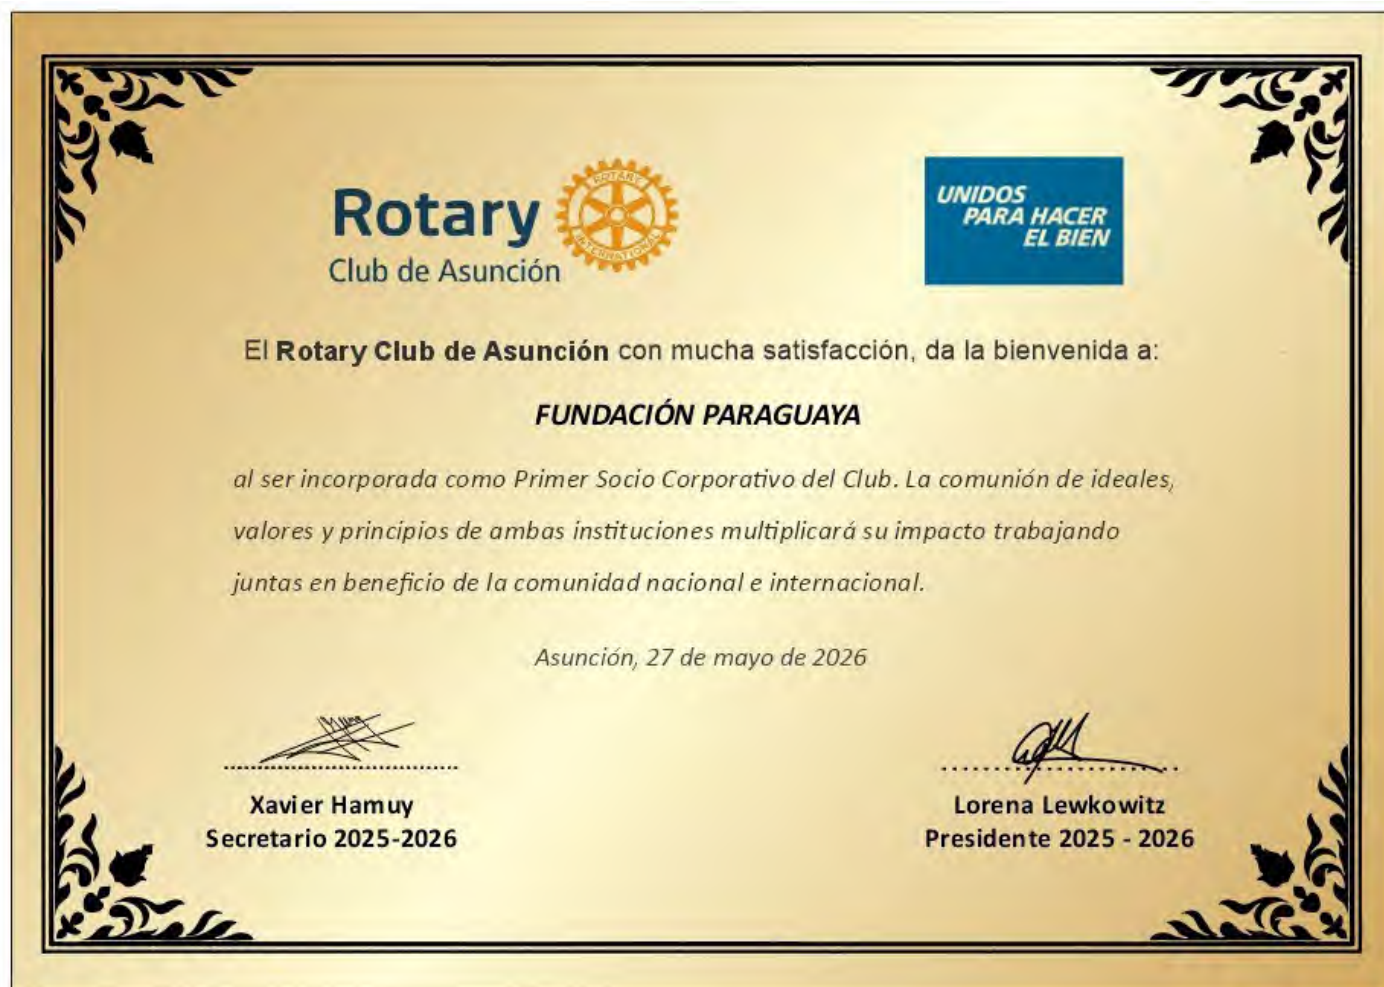 Rotary
Club de Asunción
ROTARY
INTERNATIONAL
UNIDOS
PARA HACER
EL BIEN
El Rotary Club de Asunción con mucha satisfacción, da la bienvenida a:
FUNDACIÓN PARAGUAYA
al ser incorporada como Primer Socio Corporativo del Club. La comunión de ideales,
valores y principios de ambas instituciones multiplicará su impacto trabajando
juntas en beneficio de la comunidad nacional e internacional.
Asunción, 27 de mayo de 2026
Xavier Hamuy
Secretario 2025-2026
Lorena Lewkowitz
Presidente 2025 - 2026